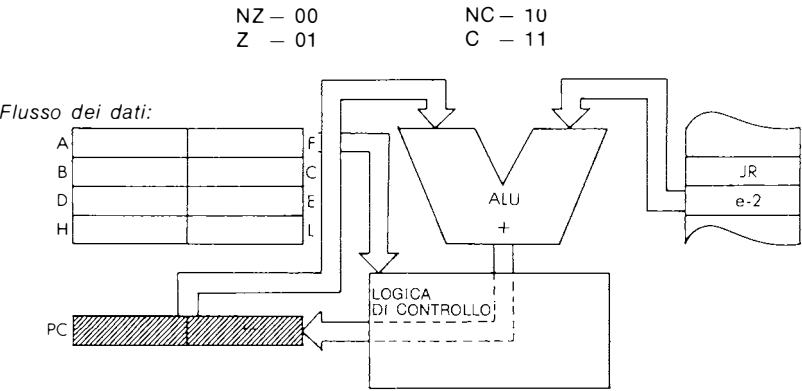 NZ – 00 NC – 10
Z – 01 C – 11
Flusso dei dati:
A F
B C
D E
H L
JR
e-2
ALU
+
LOGICA
DI CONTROLLO
PC